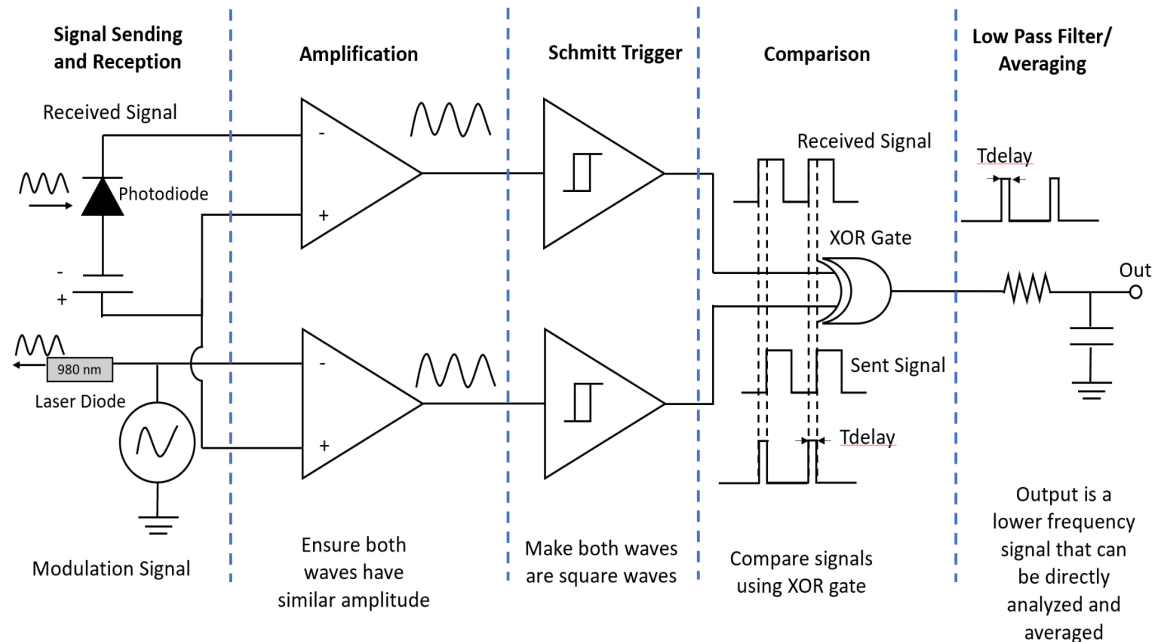 Signal Sending
and Reception
Received Signal
Photodiode
-
+
980 nm
Laser Diode
Modulation Signal
Amplification
-
+
-
+
Ensure both
waves have
similar amplitude
Schmitt Trigger
Make both waves
are square waves
Comparison
Received Signal
XOR Gate
Sent Signal
Tdelay
Compare signals
using XOR gate
Low Pass Filter/
Averaging
Tdelay
Out
Output is a
lower frequency
signal that can
be directly
analyzed and
averaged